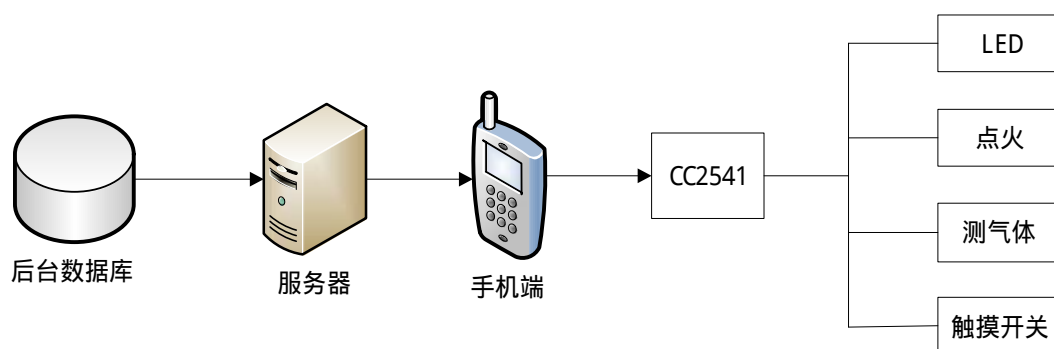 LED
点火
CC2541
测气体
后台数据库
服务器
手机端
触摸开关